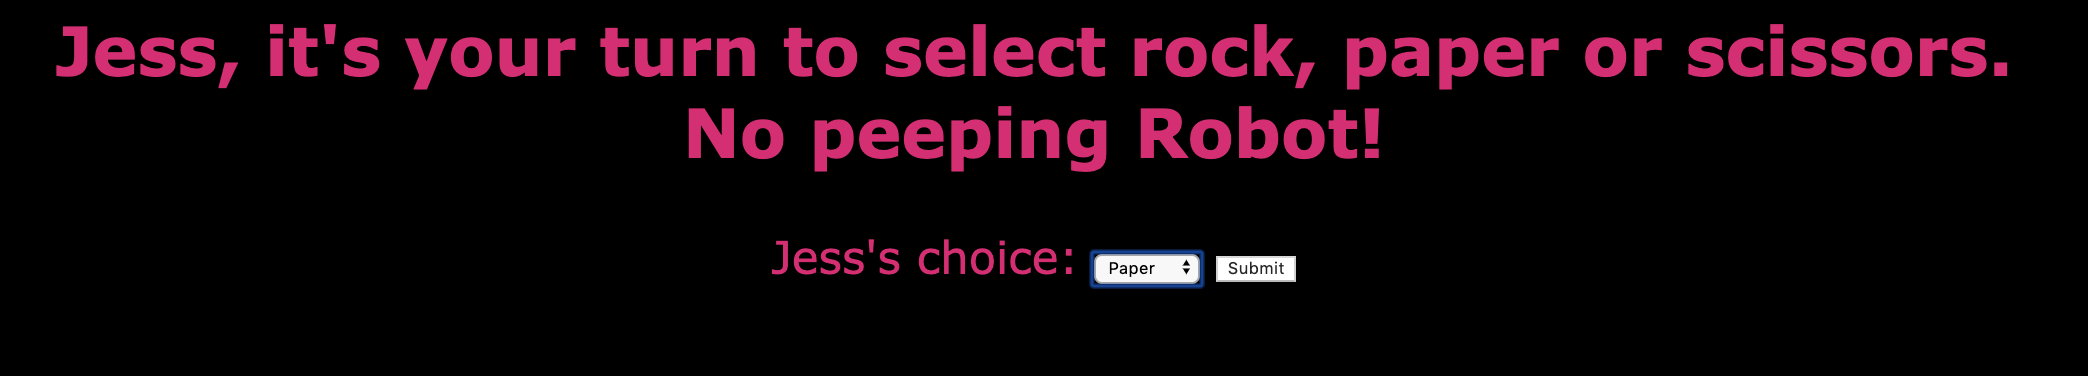 Jess, it's your turn to select rock, paper or scissors.
No peeping Robot!
Jess's choice: Paper Submit